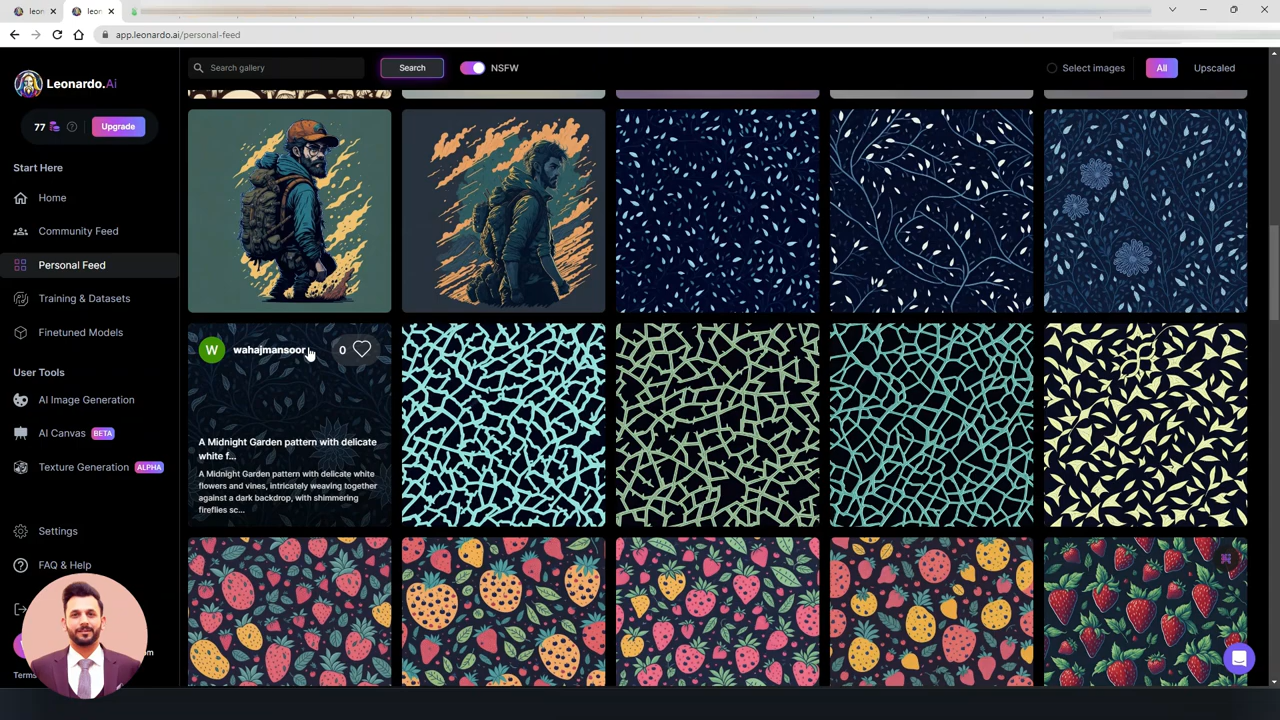 leon
leon
app.leonardo.ai/personal-feed
Leonardo.Ai
Search gallery
Search
NSFW
Select images
All
Upscaled
77
Upgrade
Start Here
Home
Community Feed
Personal Feed
Training & Datasets
Finetuned Models
User Tools
AI Image Generation
AI Canvas BETA
Texture Generation ALPHA
Settings
FAQ & Help
om
Terms
W wahajmansoor
0
A Midnight Garden pattern with delicate
white f...
A Midnight Garden pattern with delicate white
flowers and vines, intricately weaving together
against a dark backdrop, with shimmering
fireflies sc...